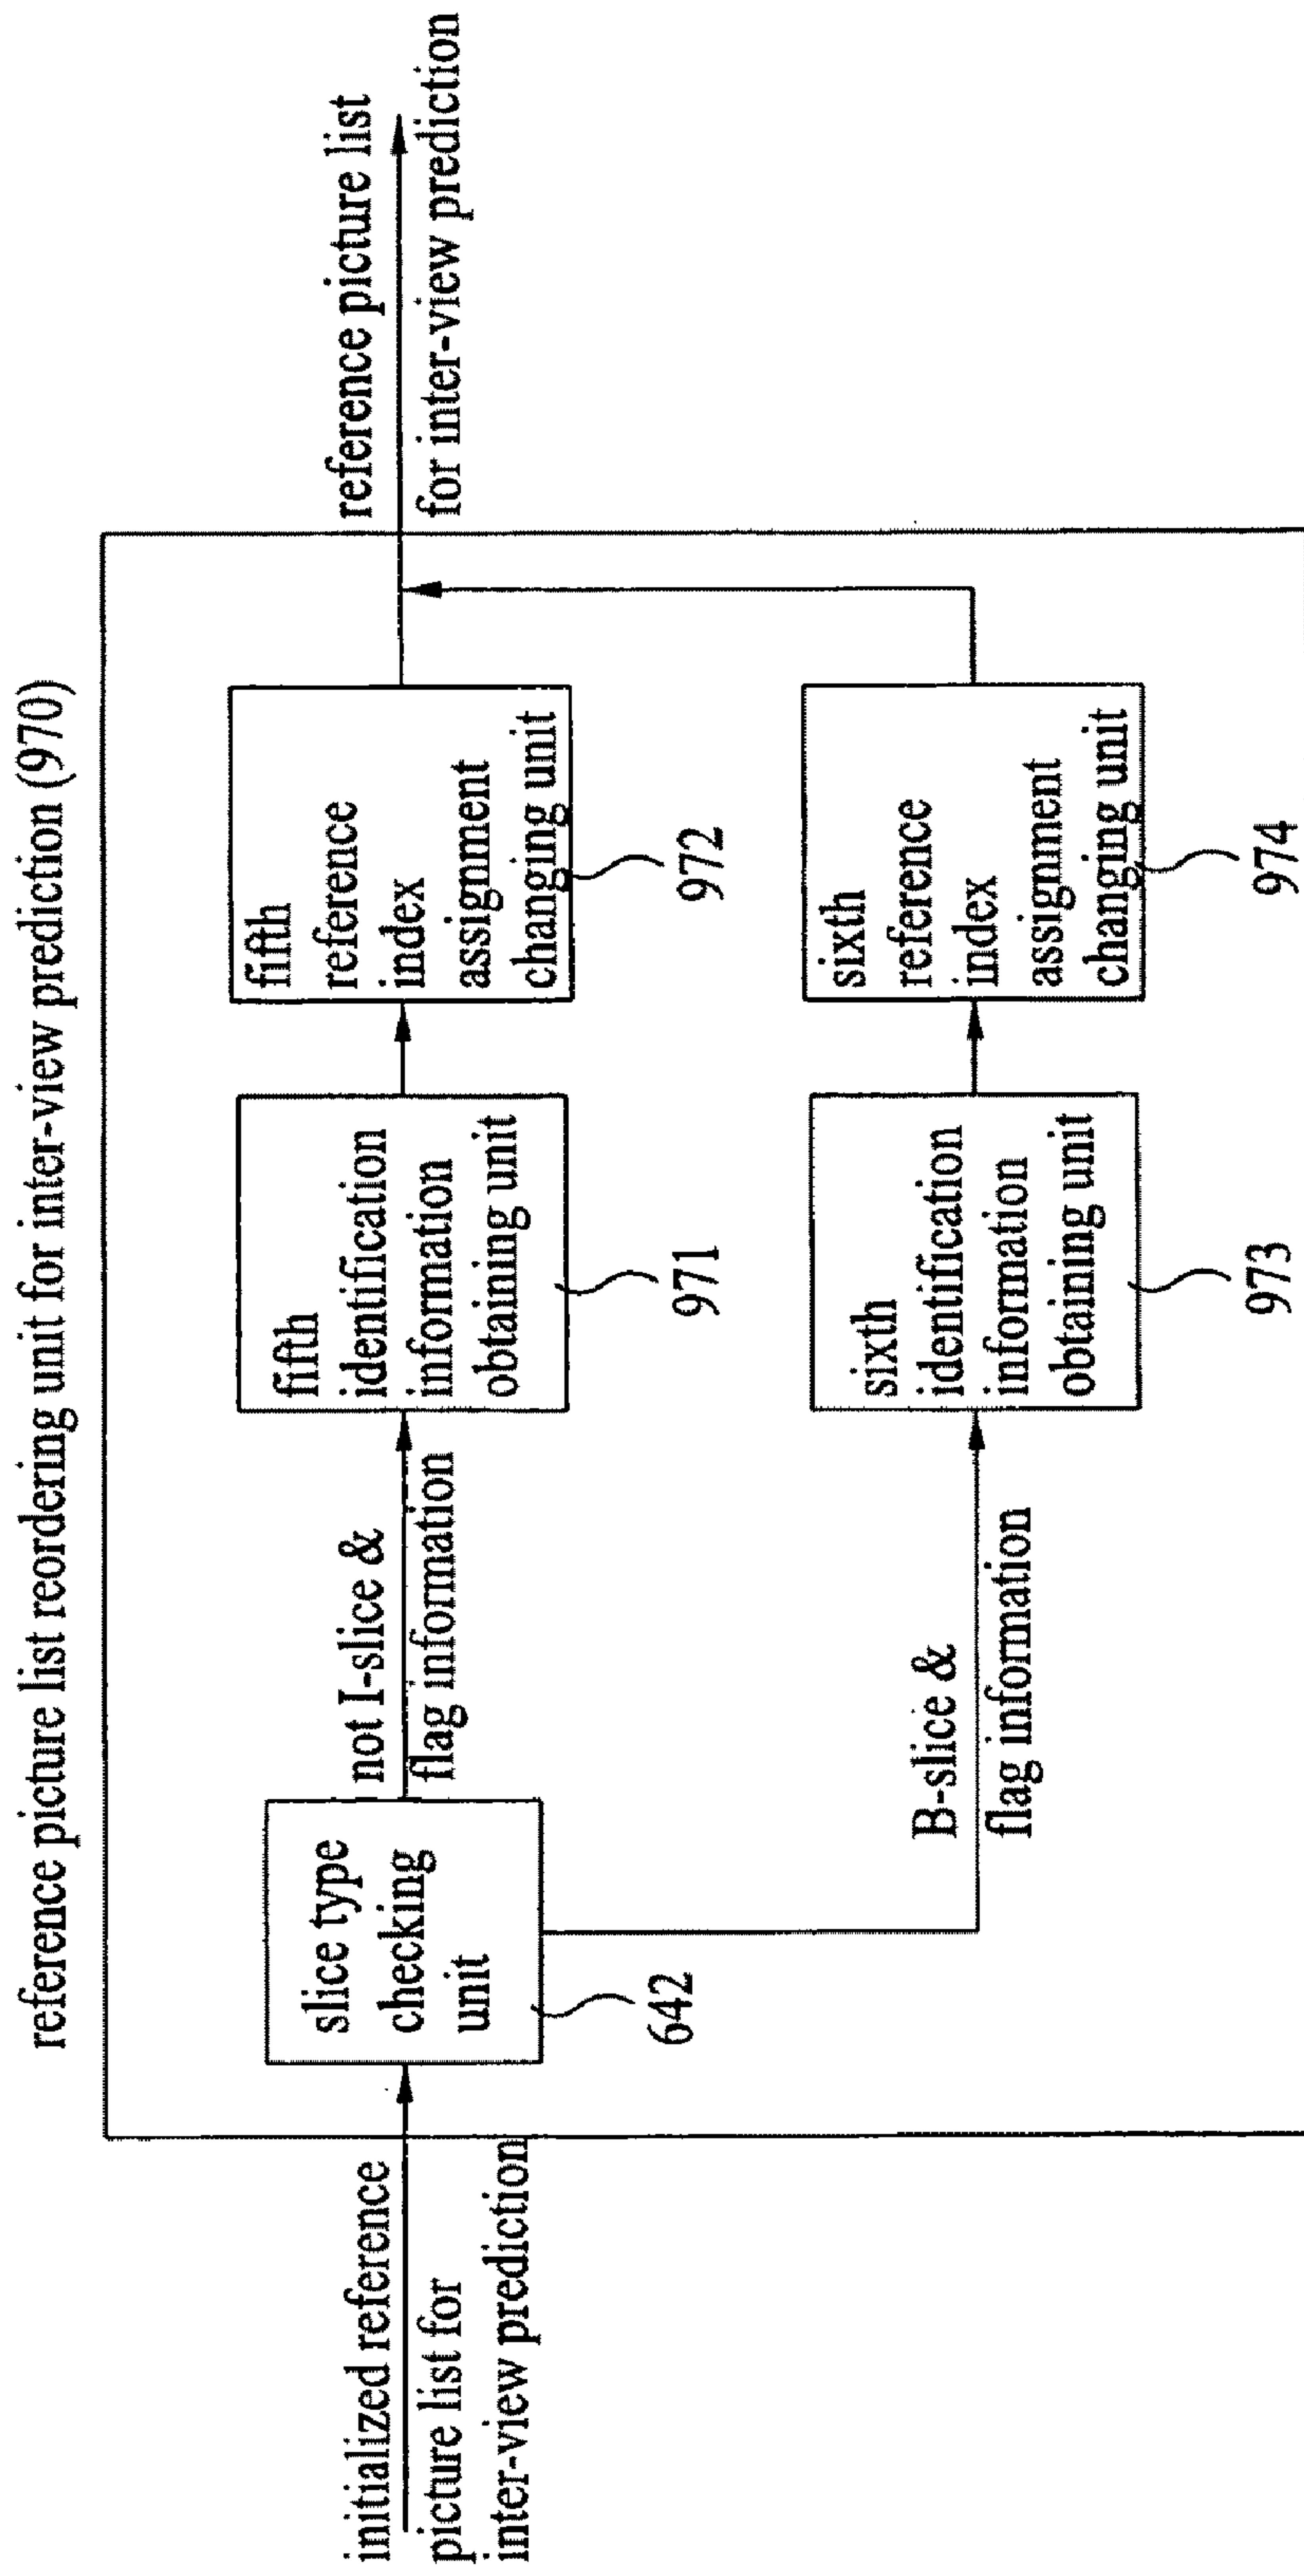 reference picture list reordering unit for inter-view prediction (970)
initialized reference
picture list for
inter-view prediction
slice type
checking
unit
642
not I-slice &
flag information
B-slice &
flag information
fifth
identification
information
obtaining unit
971
sixth
identification
information
obtaining unit
973
fifth
reference
index
assignment
changing unit
972
sixth
reference
index
assignment
changing unit
974
reference picture list
for inter-view prediction